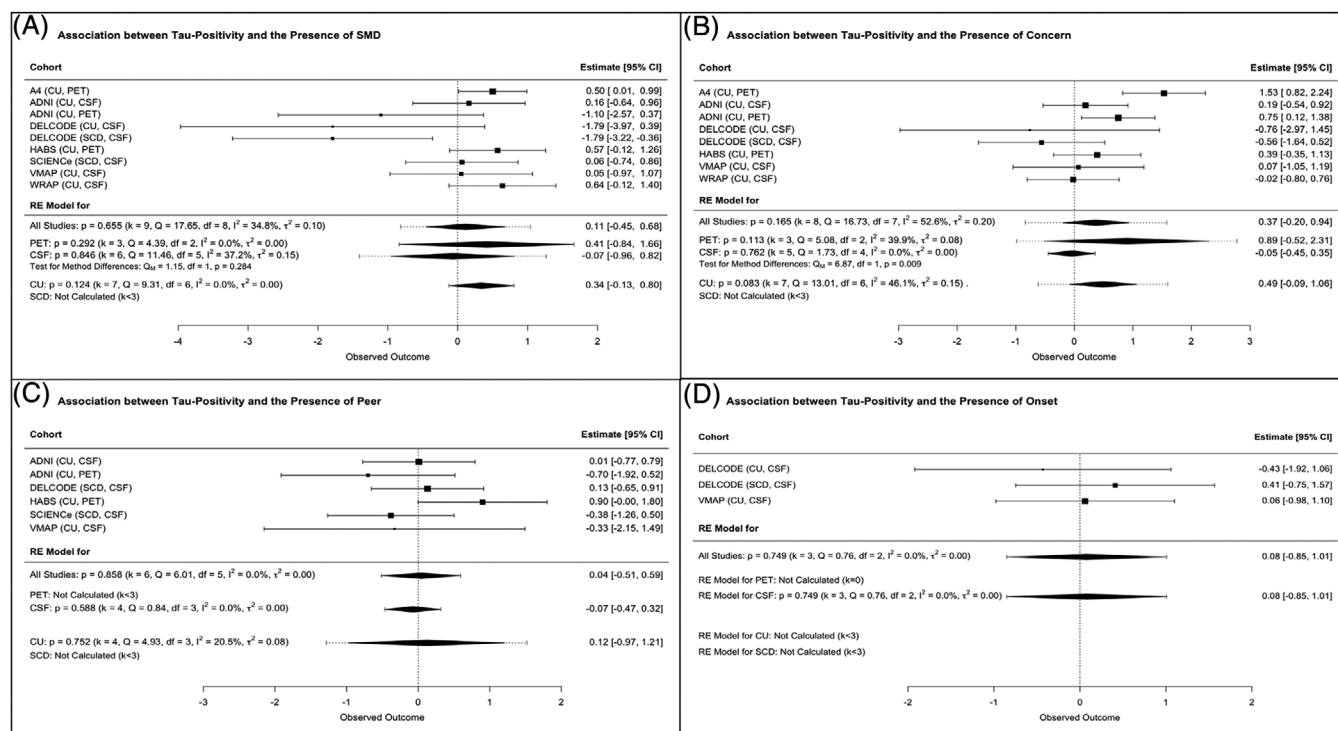 (A)
Association between Tau-Positivity and the Presence of SMD
Cohort Estimate [95% CI]
A4 (CU, PET) 0.50 [ 0.01, 0.99]
ADNI (CU, CSF) 0.16 [-0.64, 0.96]
ADNI (CU, PET) -1.10 [-2.57, 0.37]
DELCODE (CU, CSF) -1.79 [-3.97, 0.39]
DELCODE (SCD, CSF) -1.79 [-3.22, -0.36]
HABS (CU, PET) 0.57 [-0.12, 1.26]
SCIENCe (SCD, CSF) 0.06 [-0.74, 0.86]
VMAP (CU, CSF) 0.05 [-0.97, 1.07]
WRAP (CU, CSF) 0.64 [-0.12, 1.40]
RE Model for
All Studies: p = 0.655 (k = 9, Q = 17.65, df = 8, I² = 34.8%, τ² = 0.10) 0.11 [-0.45, 0.68]
PET: p = 0.292 (k = 3, Q = 4.39, df = 2, I² = 0.0%, τ² = 0.00) 0.41 [-0.84, 1.66]
CSF: p = 0.846 (k = 6, Q = 11.46, df = 5, I² = 37.2%, τ² = 0.15) -0.07 [-0.96, 0.82]
Test for Method Differences: Q_M = 1.15, df = 1, p = 0.284
CU: p = 0.124 (k = 7, Q = 9.31, df = 6, I² = 0.0%, τ² = 0.00) 0.34 [-0.13, 0.80]
SCD: Not Calculated (k<3)
-4 -3 -2 -1 0 1 2
Observed Outcome
(B)
Association between Tau-Positivity and the Presence of Concern
Cohort Estimate [95% CI]
A4 (CU, PET) 1.53 [ 0.82, 2.24]
ADNI (CU, CSF) 0.19 [-0.54, 0.92]
ADNI (CU, PET) 0.75 [ 0.12, 1.38]
DELCODE (CU, CSF) -0.76 [-2.97, 1.45]
DELCODE (SCD, CSF) -0.56 [-1.64, 0.52]
HABS (CU, PET) 0.39 [-0.35, 1.13]
VMAP (CU, CSF) 0.07 [-1.05, 1.19]
WRAP (CU, CSF) -0.02 [-0.80, 0.76]
RE Model for
All Studies: p = 0.165 (k = 8, Q = 16.73, df = 7, I² = 52.6%, τ² = 0.20) 0.37 [-0.20, 0.94]
PET: p = 0.113 (k = 3, Q = 5.08, df = 2, I² = 39.9%, τ² = 0.08) 0.89 [-0.52, 2.31]
CSF: p = 0.762 (k = 5, Q = 1.73, df = 4, I² = 0.0%, τ² = 0.00) -0.05 [-0.45, 0.35]
Test for Method Differences: Q_M = 6.87, df = 1, p = 0.009
CU: p = 0.083 (k = 7, Q = 13.01, df = 6, I² = 46.1%, τ² = 0.15) . 0.49 [-0.09, 1.06]
SCD: Not Calculated (k<3)
-3 -2 -1 0 1 2 3
Observed Outcome
(C)
Association between Tau-Positivity and the Presence of Peer
Cohort Estimate [95% CI]
ADNI (CU, CSF) 0.01 [-0.77, 0.79]
ADNI (CU, PET) -0.70 [-1.92, 0.52]
DELCODE (SCD, CSF) 0.13 [-0.65, 0.91]
HABS (CU, PET) 0.90 [-0.00, 1.80]
SCIENCe (SCD, CSF) -0.38 [-1.26, 0.50]
VMAP (CU, CSF) -0.33 [-2.15, 1.49]
RE Model for
All Studies: p = 0.858 (k = 6, Q = 6.01, df = 5, I² = 0.0%, τ² = 0.00) 0.04 [-0.51, 0.59]
PET: Not Calculated (k<3)
CSF: p = 0.588 (k = 4, Q = 0.84, df = 3, I² = 0.0%, τ² = 0.00) -0.07 [-0.47, 0.32]
CU: p = 0.752 (k = 4, Q = 4.93, df = 3, I² = 20.5%, τ² = 0.08) 0.12 [-0.97, 1.21]
SCD: Not Calculated (k<3)
-3 -2 -1 0 1 2
Observed Outcome
(D)
Association between Tau-Positivity and the Presence of Onset
Cohort Estimate [95% CI]
DELCODE (CU, CSF) -0.43 [-1.92, 1.06]
DELCODE (SCD, CSF) 0.41 [-0.75, 1.57]
VMAP (CU, CSF) 0.06 [-0.98, 1.10]
RE Model for
All Studies: p = 0.749 (k = 3, Q = 0.76, df = 2, I² = 0.0%, τ² = 0.00) 0.08 [-0.85, 1.01]
RE Model for PET: Not Calculated (k=0)
RE Model for CSF: p = 0.749 (k = 3, Q = 0.76, df = 2, I² = 0.0%, τ² = 0.00) 0.08 [-0.85, 1.01]
RE Model for CU: Not Calculated (k<3)
RE Model for SCD: Not Calculated (k<3)
-2 -1 0 1 2
Observed Outcome